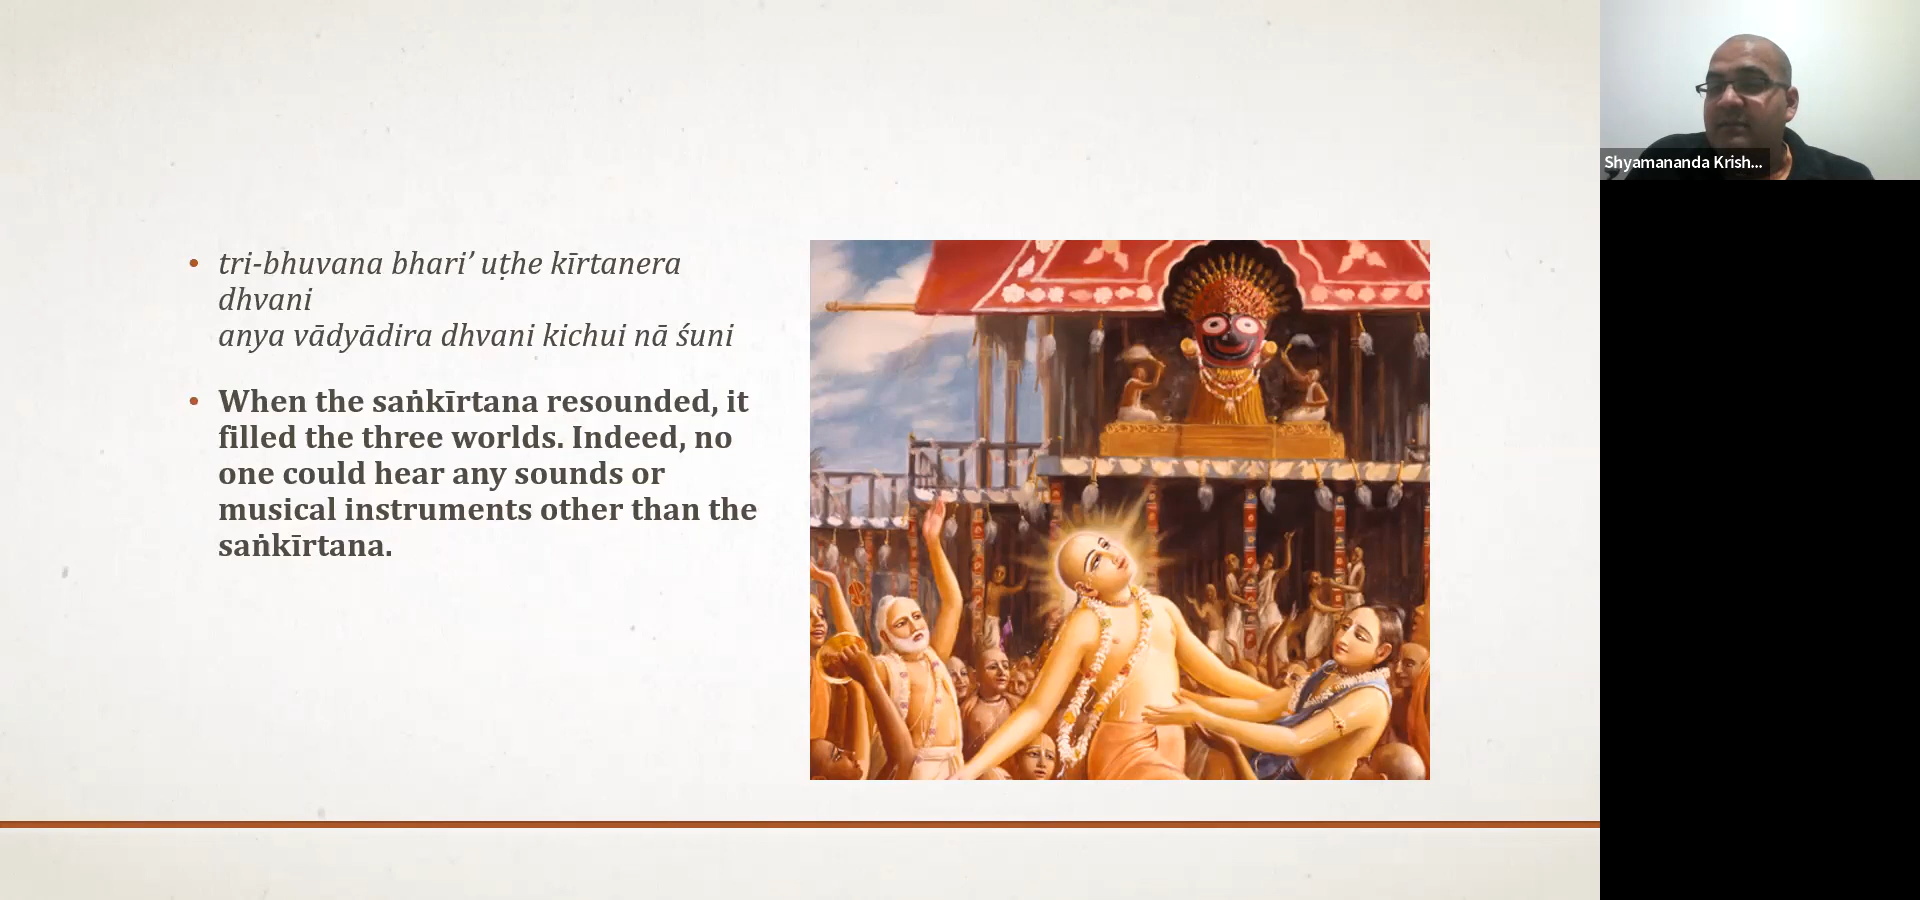 • tri-bhuvana bhari’ uṭhe kīrtanera
dhvani
anya vādyādira dhvani kichui nā śuni
• When the saṅkīrtana resounded, it
filled the three worlds. Indeed, no
one could hear any sounds or
musical instruments other than the
saṅkīrtana.
Shyamananda Krish...